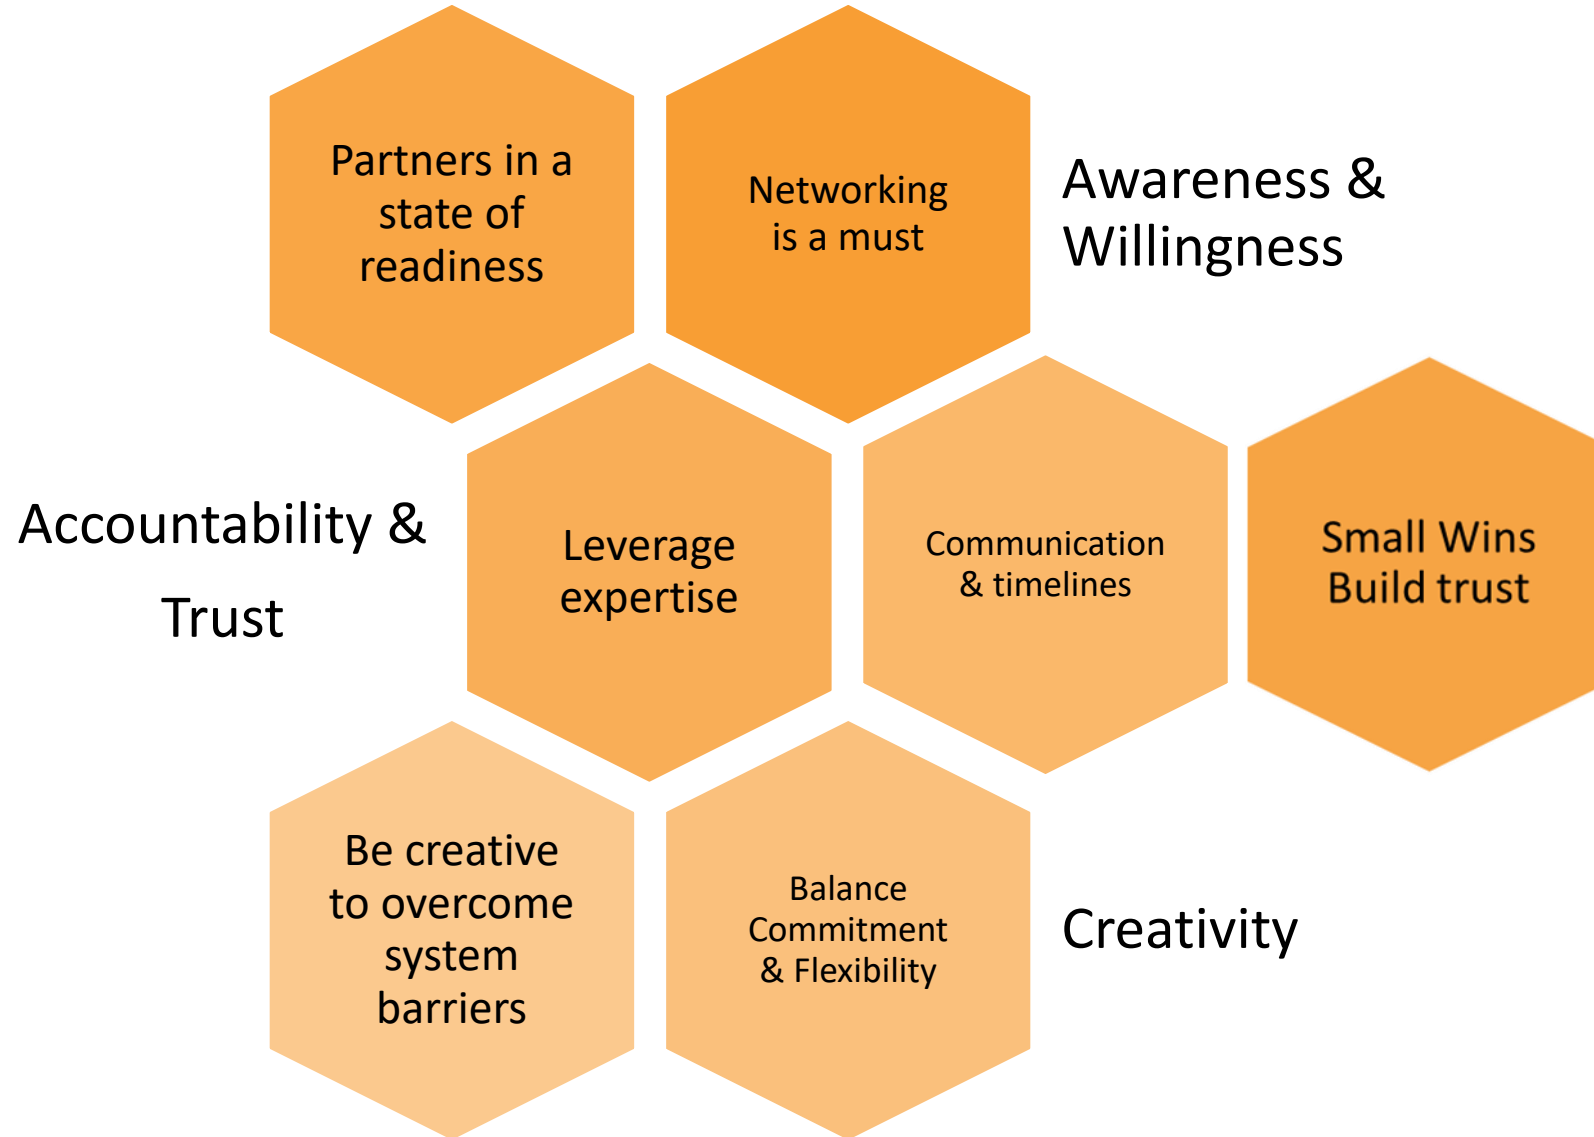 Partners in a
state of
readiness
Networking
is a must
Awareness &
Willingness
Accountability &
Trust
Leverage
expertise
Communication
& timelines
Small Wins
Build trust
Be creative
to overcome
system
barriers
Balance
Commitment
& Flexibility
Creativity